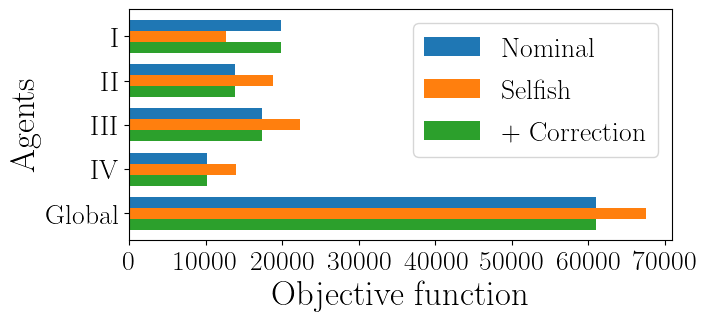 Agents
I
II
III
IV
Global
Nominal
Selfish
+ Correction
0 10000 20000 30000 40000 50000 60000 70000
Objective function